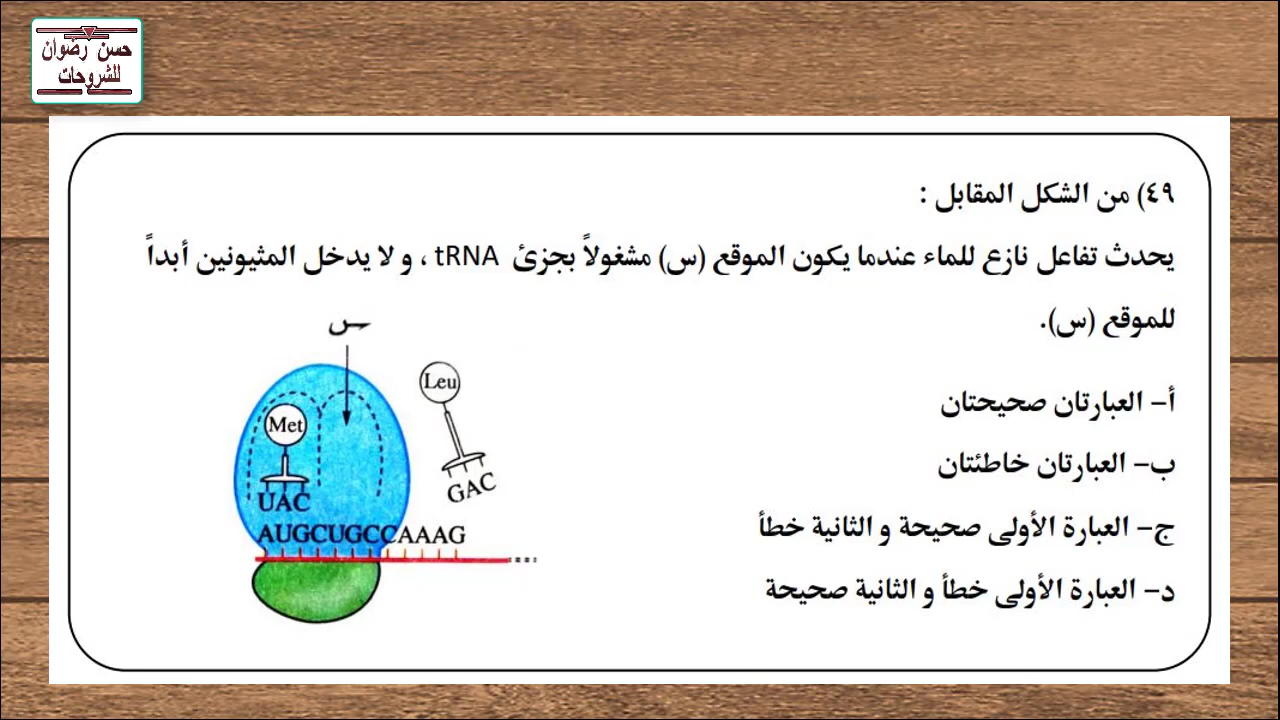 حسن رضوان
للشروحات
٤٩) من الشكل المقابل :
يحدث تفاعل نازع للماء عندما يكون الموقع (س) مشغولاً بجزئ tRNA ، و لا يدخل المثيونين أبداً
للموقع (س).
أ– العبارتان صحيحتان
ب– العبارتان خاطئتان
ج– العبارة الأولى صحيحة و الثانية خطأ
د– العبارة الأولى خطأ و الثانية صحيحة
س
Leu
Met
GAC
UAC
AUGCUGCCAAAG